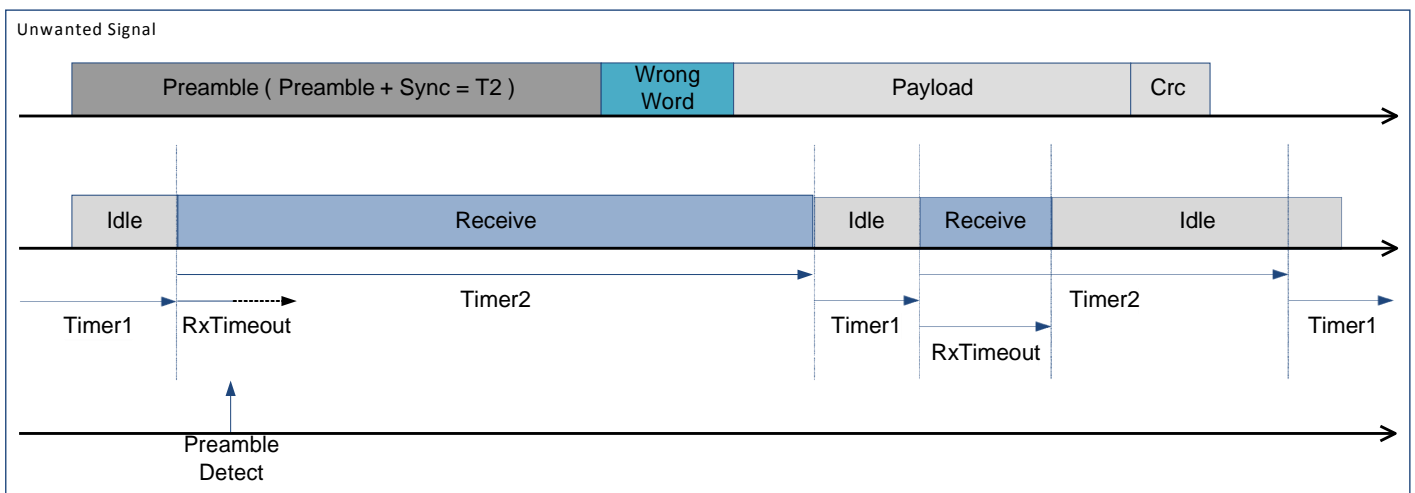 Unwanted Signal
Preamble ( Preamble + Sync = T2 )
Wrong
Word
Payload
Crc
Idle
Receive
Idle
Receive
Idle
Timer2
Timer2
Timer1
RxTimeout
Timer1
Timer1
RxTimeout
Preamble
Detect